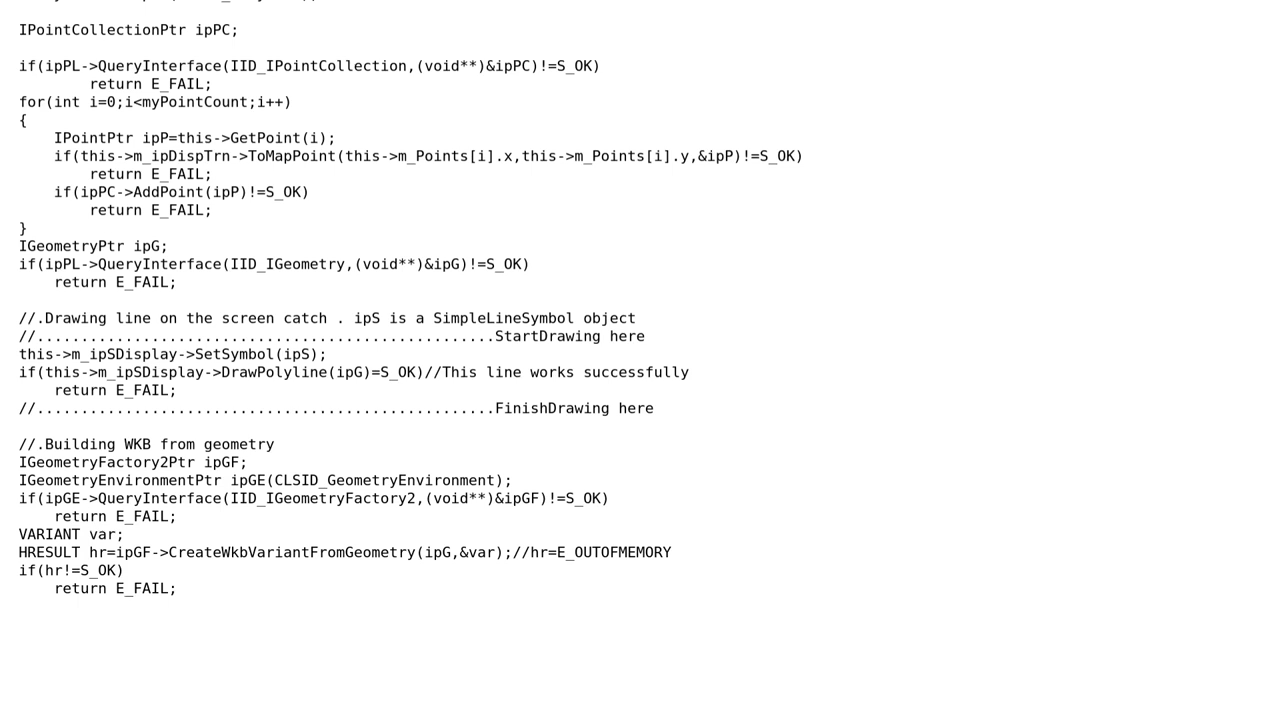 IPointCollectionPtr ipPC;
if(ipPL->QueryInterface(IID_IPointCollection,(void**)&ipPC)!=S_OK)
        return E_FAIL;
for(int i=0;i<myPointCount;i++)
{
    IPointPtr ipP=this->GetPoint(i);
    if(this->m_ipDispTrn->ToMapPoint(this->m_Points[i].x,this->m_Points[i].y,&ipP)!=S_OK)
        return E_FAIL;
    if(ipPC->AddPoint(ipP)!=S_OK)
        return E_FAIL;
}
IGeometryPtr ipG;
if(ipPL->QueryInterface(IID_IGeometry,(void**)&ipG)!=S_OK)
    return E_FAIL;
//.Drawing line on the screen catch . ipS is a SimpleLineSymbol object
//....................................................StartDrawing here
this->m_ipSDisplay->SetSymbol(ipS);
if(this->m_ipSDisplay->DrawPolyline(ipG)=S_OK)//This line works successfully
    return E_FAIL;
//....................................................FinishDrawing here
//.Building WKB from geometry
IGeometryFactory2Ptr ipGF;
IGeometryEnvironmentPtr ipGE(CLSID_GeometryEnvironment);
if(ipGE->QueryInterface(IID_IGeometryFactory2,(void**)&ipGF)!=S_OK)
    return E_FAIL;
VARIANT var;
HRESULT hr=ipGF->CreateWkbVariantFromGeometry(ipG,&var);//hr=E_OUTOFMEMORY
if(hr!=S_OK)
    return E_FAIL;